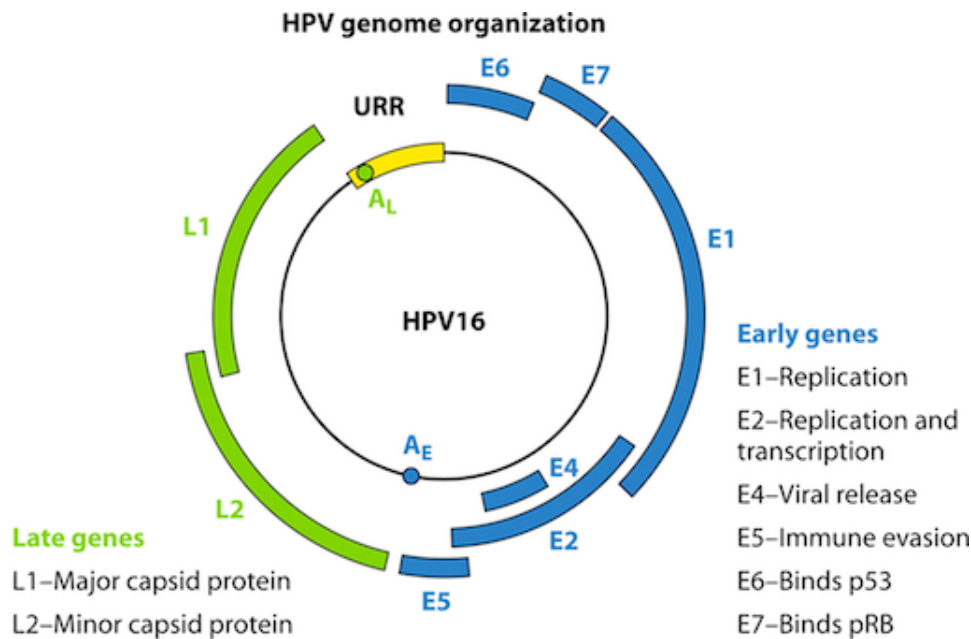 HPV genome organization
E6
E7
URR
A_L
L1
E1
HPV16
Early genes
E1–Replication
E2–Replication and
transcription
E4–Viral release
E5–Immune evasion
E6–Binds p53
E7–Binds pRB
A_E
E4
L2
E2
E5
Late genes
L1–Major capsid protein
L2–Minor capsid protein